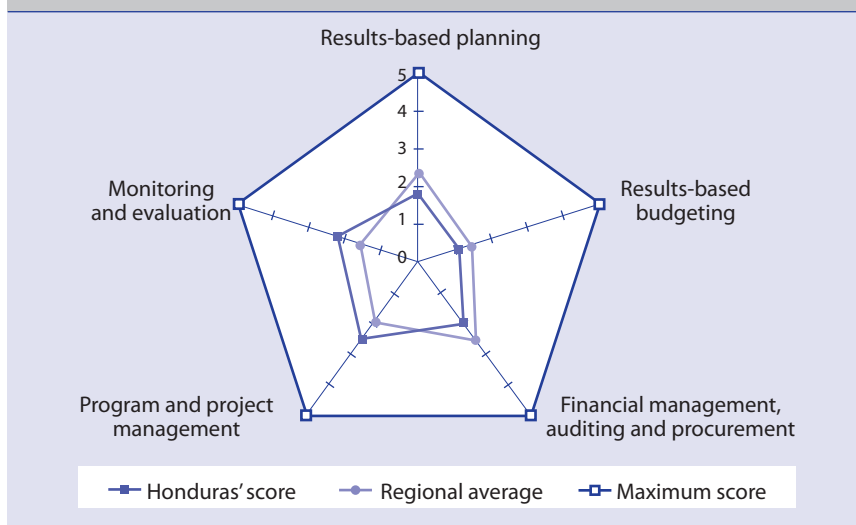 Results-based planning
5
4
3
2
1
0
Monitoring
and evaluation
Results-based
budgeting
Program and project
management
Financial management,
auditing and procurement
Honduras’ score
Regional average
Maximum score